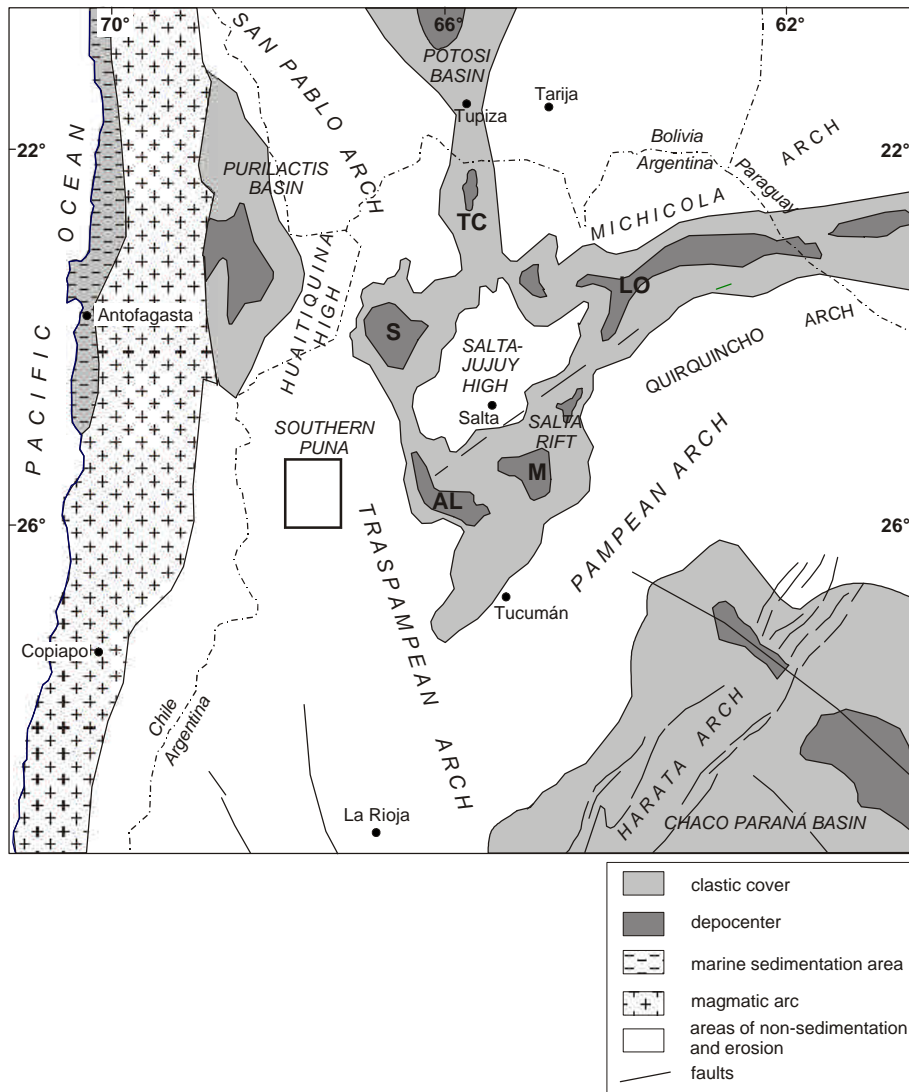 70°
66°
62°
SAN PABLO ARCH
POTOSI
BASIN
Tupiza
Tarija
22°
22°
Bolivia
Argentina
Paraguay
ARCH
MICHICOLA
PURILACTIS
BASIN
PACIFIC OCEAN
TC
LO
HUAITIQUINA
HIGH
Antofagasta
S
SALTA-
JUJUY
HIGH
Salta
QUIRQUINCHO ARCH
SALTA
RIFT
SOUTHERN
PUNA
M
AL
26°
26°
PAMPEAN ARCH
TRASPAMPEAN ARCH
Tucumán
Copiapo
Chile
Argentina
HARATA ARCH
La Rioja
CHACO PARANÁ BASIN
clastic cover
depocenter
marine sedimentation area
magmatic arc
areas of non-sedimentation
and erosion
faults